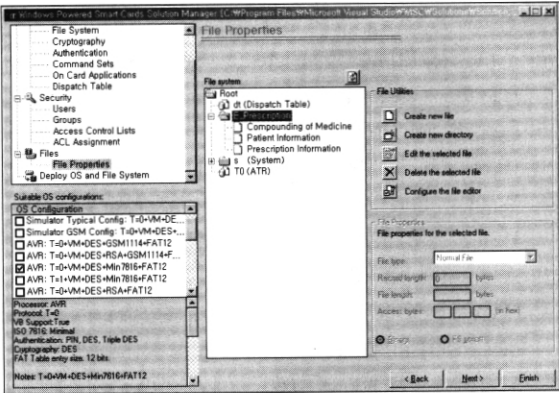 Windows Powered Smart Cards Solution Manager [C:\Program Files\Microsoft Visual Studio\WSC\Solution
File System
Cryptography
Authentication
Command Sets
On Card Applications
Dispatch Table
Security
Users
Groups
Access Control Lists
ACL Assignment
Files
File Properties
Deploy OS and File System
Suitable OS configurations:
OS Configuration
Simulator Typical Config: T=0+VM+DE...
Simulator GSM Config: T=0+VM+DES+...
AVR: T=0+VM+DES+GSM1114+FAT12
AVR: T=0+VM+DES+RSA+GSM1114+F...
AVR: T=0+VM+DES+Min7816+FAT12
AVR: T=1+VM+DES+Min7816+FAT12
AVR: T=0+VM+DES+RSA+FAT12
Processor: AVR
Protocol: T=0
VB Support:True
ISO 7816: Minimal
Authentication: PIN, DES, Triple DES
Cryptography: DES
FAT Table entry size: 12 bits.
Notes: T=0+VM+DES+Min7816+FAT12
File Properties
File system
Root
dt (Dispatch Table)
E_Prescription
Compounding of Medicine
Patient Information
Prescription Information
s (System)
T0 (ATR)
File Utilities
Create new file
Create new directory
Edit the selected file
Delete the selected file
Configure the file editor
File Properties
File properties for the selected file.
File type:
Normal File
Record length:
0
bytes
File length:
bytes
Access bytes:
(in hex)
Binary
< Back
Next >
Finish